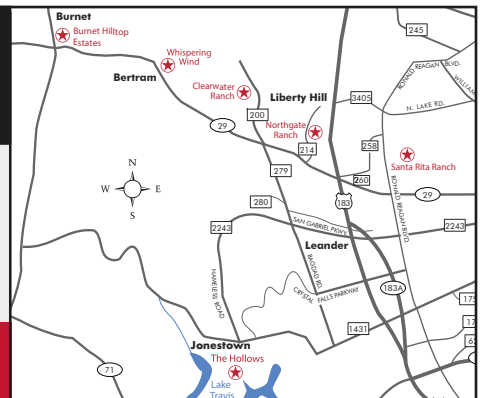 Burnet
Burnet Hilltop
Estates
245
Whispering
Wind
RONALD REAGAN BLVD.
Bertram
Clearwater
Ranch
Liberty Hill
3405
N. LAKE RD.
200
29
Northgate
Ranch
214
258
Santa Rita Ranch
N
W
E
S
279
260
29
280
183
RONALD REAGAN BLVD.
2243
SAN GABRIEL PKWY.
2243
Leander
BAGDAD RD.
NAMELESS ROAD
CRYSTAL FALLS PARKWAY
183A
1431
Jonestown
The Hollows
71
Lake
Travis